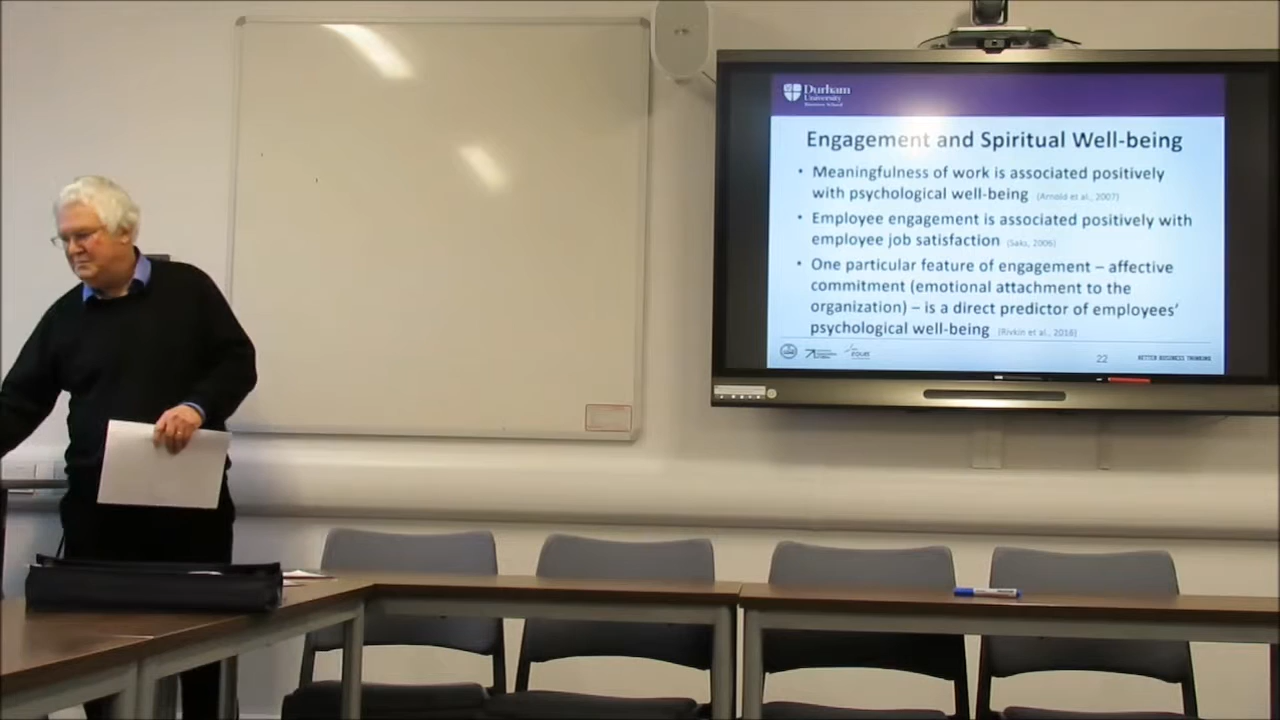 Durham
University
Business School
Engagement and Spiritual Well-being
• Meaningfulness of work is associated positively
with psychological well-being (Arnold et al., 2007)
• Employee engagement is associated positively with
employee job satisfaction (Saks, 2006)
• One particular feature of engagement – affective
commitment (emotional attachment to the
organization) – is a direct predictor of employees'
psychological well-being (Rivkin et al., 2018)
EQUIS
22
BETTER BUSINESS THINKING